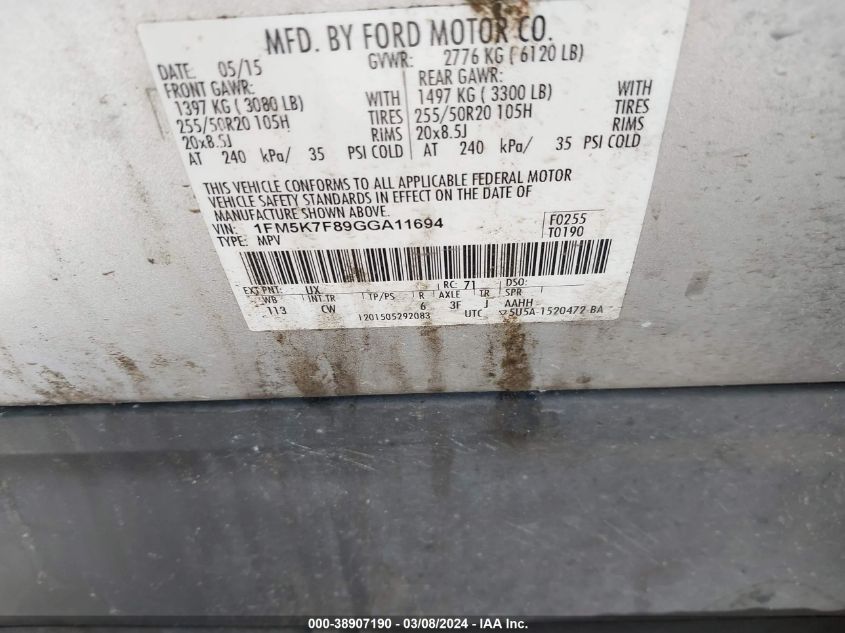 MFD. BY FORD MOTOR CO.
DATE: 05/15
GVWR: 2776 KG ( 6120 LB)
FRONT GAWR:
REAR GAWR:
1397 KG ( 3080 LB) WITH
1497 KG ( 3300 LB) WITH
255/50R20 105H TIRES
255/50R20 105H TIRES
20x8.5J RIMS
20x8.5J RIMS
AT 240 kPa/ 35 PSI COLD
AT 240 kPa/ 35 PSI COLD
THIS VEHICLE CONFORMS TO ALL APPLICABLE FEDERAL MOTOR
VEHICLE SAFETY STANDARDS IN EFFECT ON THE DATE OF
MANUFACTURE SHOWN ABOVE.
VIN: 1FM5K7F89GGA11694
TYPE: MPV
F0255
T0190
EXT PNT: UX RC: 71 DSO:
WB INT TR TP/PS R AXLE TR SPR
113 CW 6 3F J AAHH
1201505292083 UTC ▽5U5A-1520472-BA
000-38907190 - 03/08/2024 - IAA Inc.